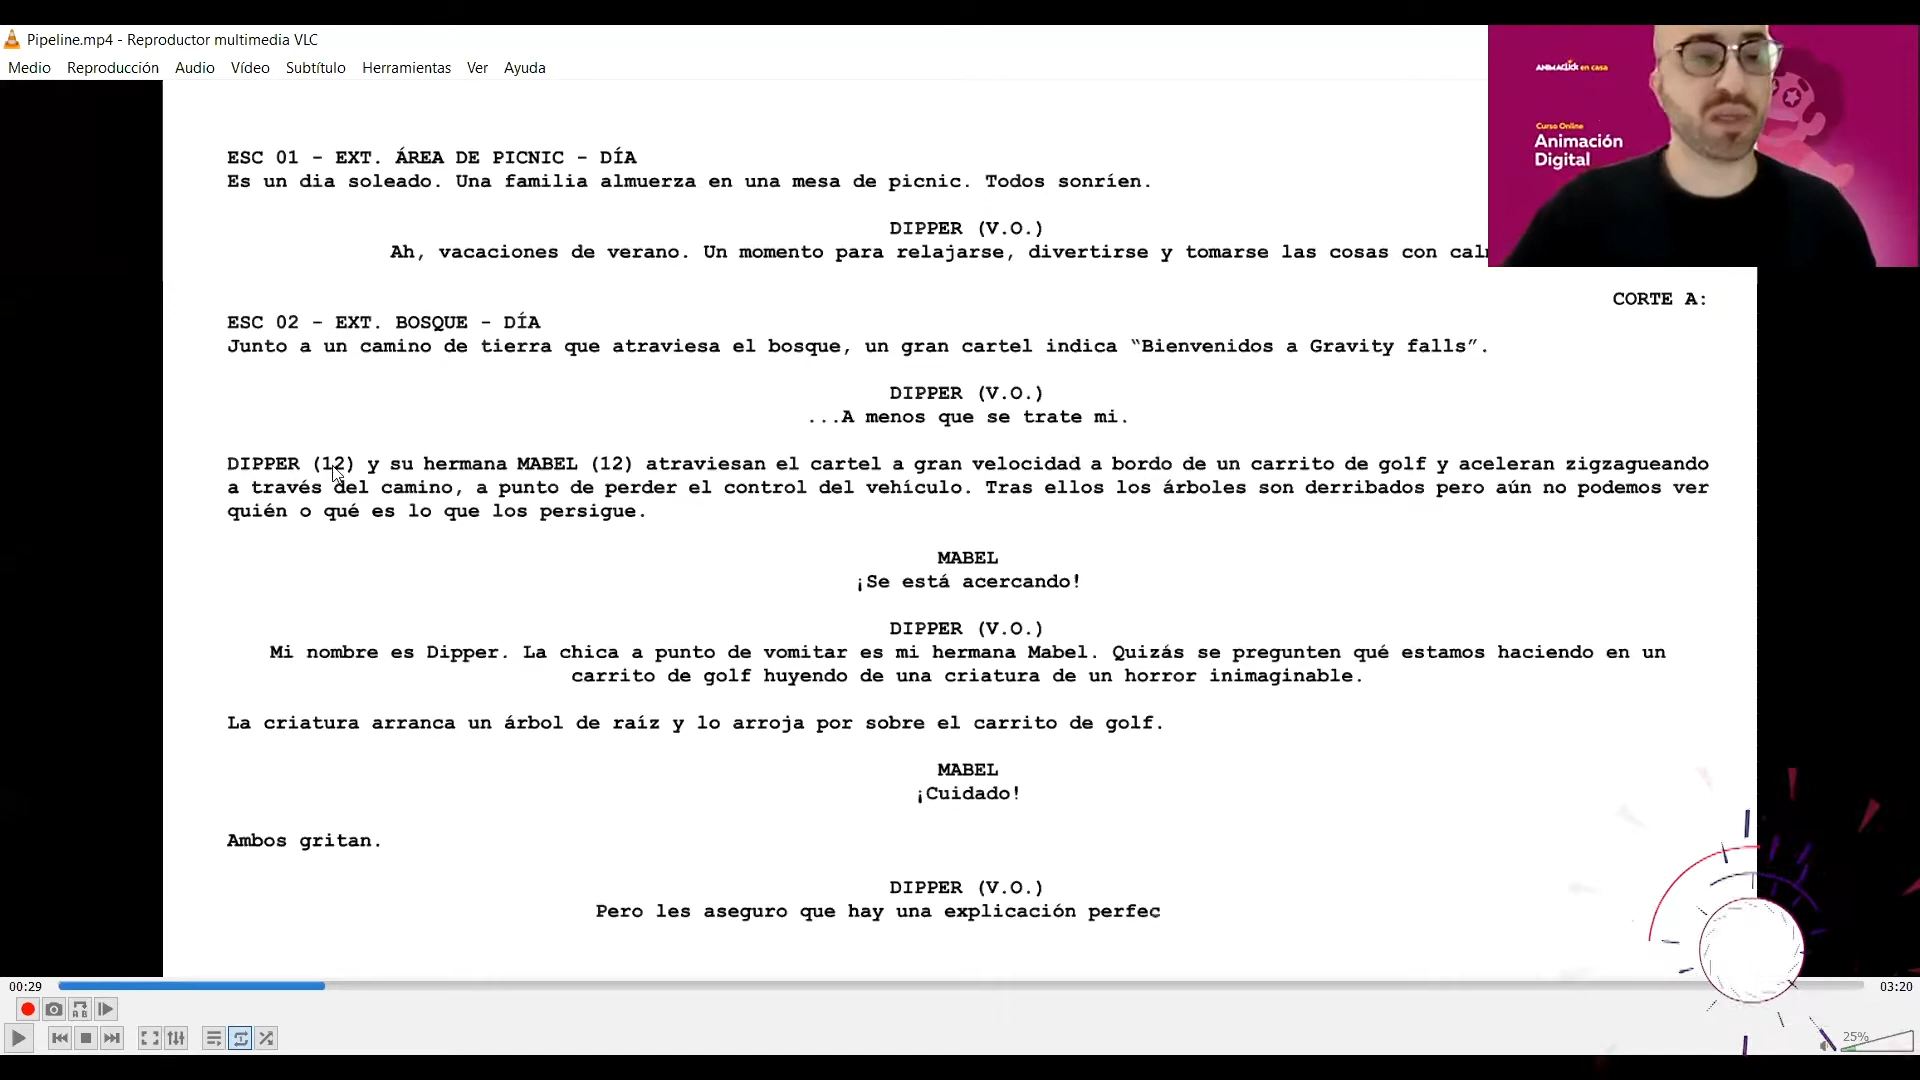 Pipeline.mp4 - Reproductor multimedia VLC
Medio Reproducción Audio Vídeo Subtítulo Herramientas Ver Ayuda
ANIMACLICK en casa
Curso Online
Animación
Digital
ESC 01 - EXT. ÁREA DE PICNIC - DÍA
Es un dia soleado. Una familia almuerza en una mesa de picnic. Todos sonríen.
DIPPER (V.O.)
Ah, vacaciones de verano. Un momento para relajarse, divertirse y tomarse las cosas con
CORTE A:
ESC 02 - EXT. BOSQUE - DÍA
Junto a un camino de tierra que atraviesa el bosque, un gran cartel indica “Bienvenidos a Gravity falls”.
DIPPER (V.O.)
...A menos que se trate mi.
DIPPER (12) y su hermana MABEL (12) atraviesan el cartel a gran velocidad a bordo de un carrito de golf y aceleran zigzagueando
a través del camino, a punto de perder el control del vehículo. Tras ellos los árboles son derribados pero aún no podemos ver
quién o qué es lo que los persigue.
MABEL
¡Se está acercando!
DIPPER (V.O.)
Mi nombre es Dipper. La chica a punto de vomitar es mi hermana Mabel. Quizás se pregunten qué estamos haciendo en un
carrito de golf huyendo de una criatura de un horror inimaginable.
La criatura arranca un árbol de raíz y lo arroja por sobre el carrito de golf.
MABEL
¡Cuidado!
Ambos gritan.
DIPPER (V.O.)
Pero les aseguro que hay una explicación perfec
00:29
03:20
25%